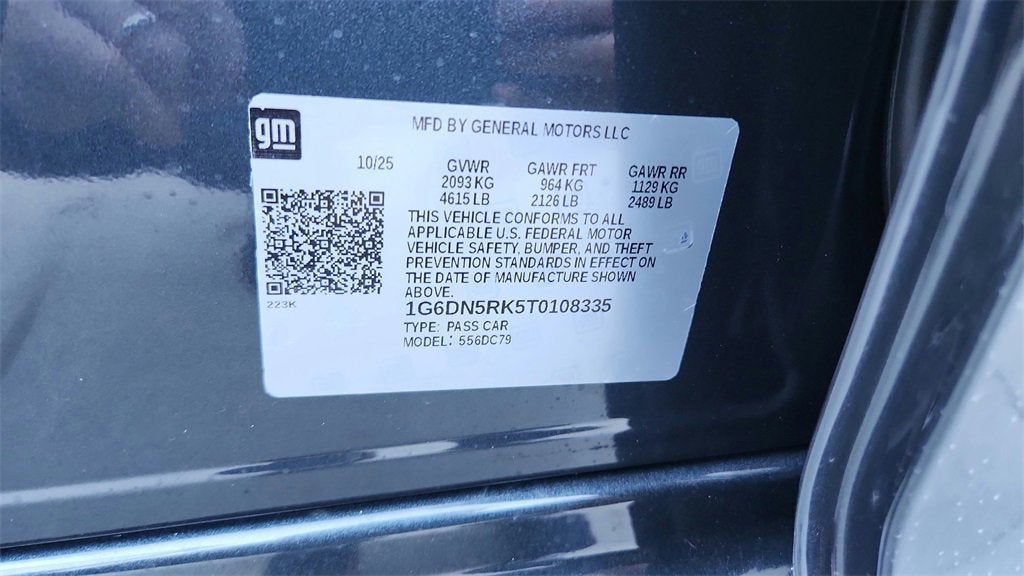 gm
MFD BY GENERAL MOTORS LLC
10/25 GVWR GAWR FRT GAWR RR
2093 KG 964 KG 1129 KG
4615 LB 2126 LB 2489 LB
THIS VEHICLE CONFORMS TO ALL
APPLICABLE U.S. FEDERAL MOTOR
VEHICLE SAFETY, BUMPER, AND THEFT
PREVENTION STANDARDS IN EFFECT ON
THE DATE OF MANUFACTURE SHOWN
ABOVE.
223K
1G6DN5RK5T0108335
TYPE: PASS CAR
MODEL: 556DC79